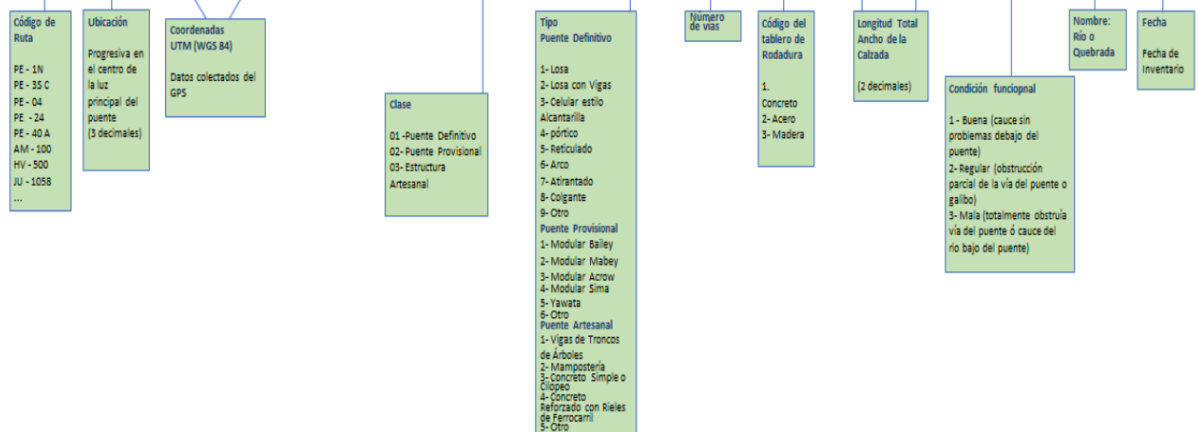 Código de
Ruta
PE - 1N
PE - 3S C
PE - 04
PE - 24
PE - 40 A
AM - 100
HV - 500
JU - 1058
...
Ubicación
Progresiva en
el centro de
la luz
principal del
puente
(3 decimales)
Coordenadas
UTM (WGS 84)
Datos colectados del
GPS
Clase
01 -Puente Definitivo
02- Puente Provisional
03- Estructura
Artesanal
Tipo
Puente Definitivo
1- Losa
2- Losa con Vigas
3- Celular estilo
Alcantarilla
4- pórtico
5- Reticulado
6- Arco
7- Atirantado
8- Colgante
9- Otro
Puente Provisional
1- Modular Bailey
2- Modular Mabey
3- Modular Acrow
4- Modular Sima
5- Yawata
6- Otro
Puente Artesanal
1- Vigas de Troncos
de Árboles
2- Mampostería
3- Concreto Simple o
Cilópeo
4- Concreto
Reforzado con Rieles
de Ferrocarril
5- Otro
Número
de vías
Código del
tablero de
Rodadura
1.
Concreto
2- Acero
3- Madera
Longitud Total
Ancho de la
Calzada
(2 decimales)
Condición funciopnal
1 - Buena (cauce sin
problemas debajo del
puente)
2- Regular (obstrucción
parcial de la vía del puente o
galibo)
3- Mala (totalmente obstruía
vía del puente ó cauce del
río bajo del puente)
Nombre:
Río o
Quebrada
Fecha
Fecha de
Inventario